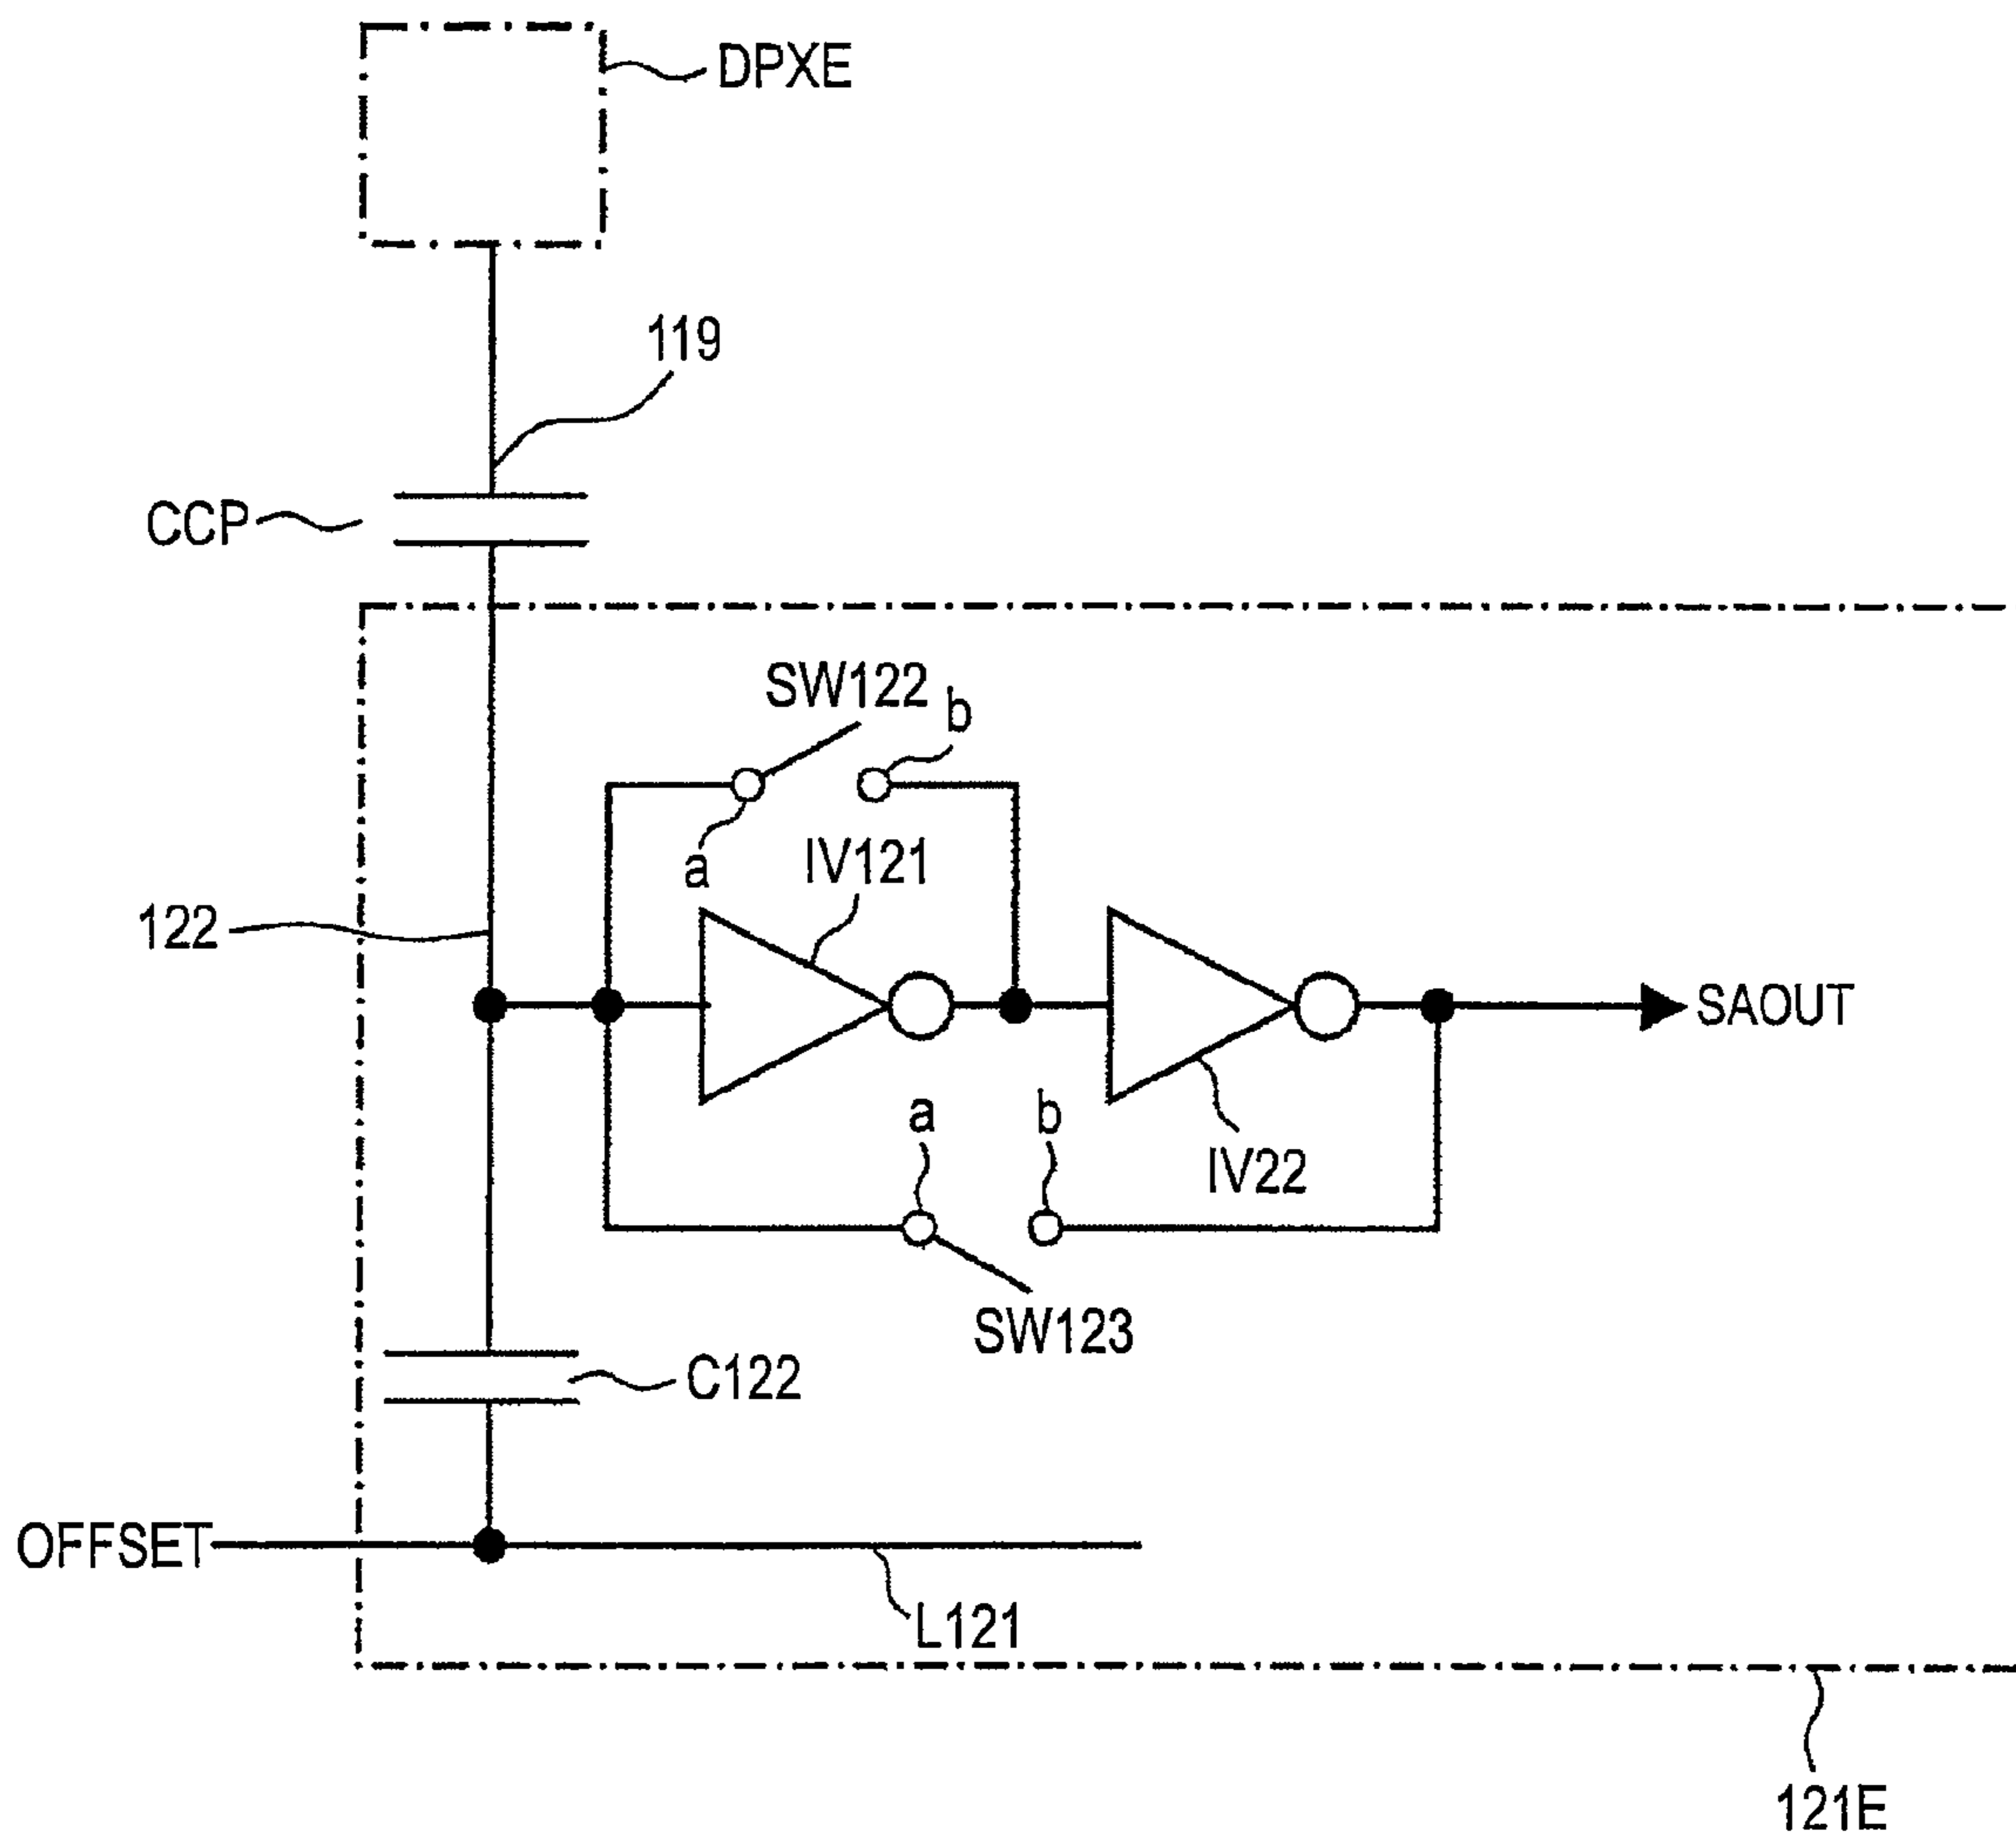 DPXE
119
CCP
SW122
b
a
IV121
122
SAOUT
a
b
IV22
SW123
C122
OFFSET
L121
121E